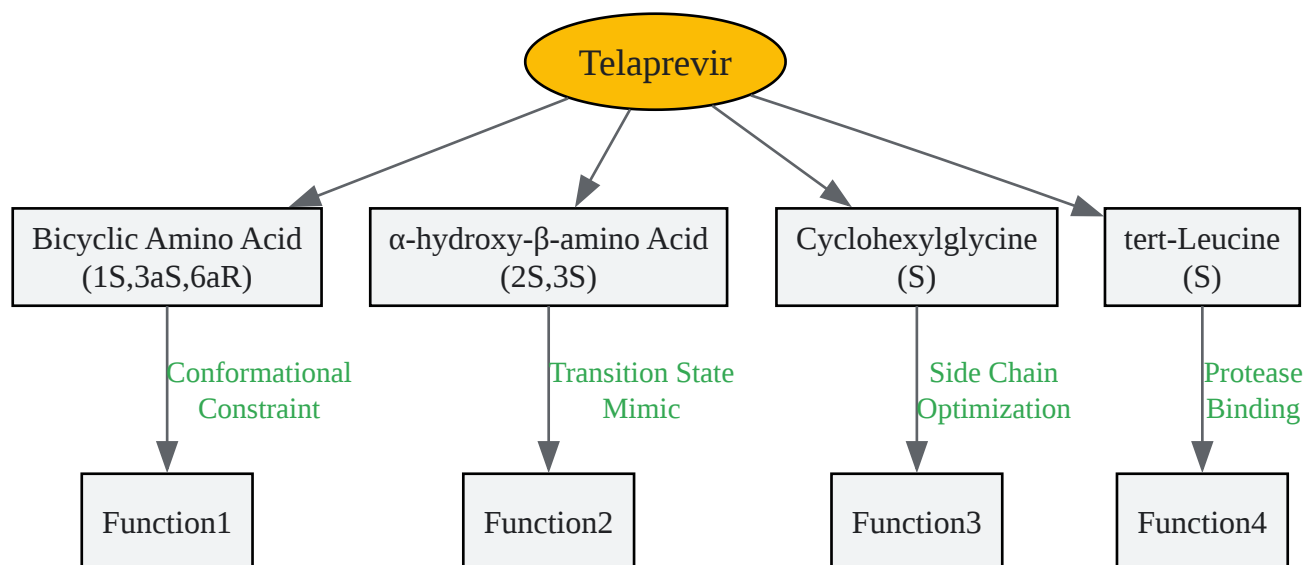 Telaprevir
Bicyclic Amino Acid
(1S,3aS,6aR)
α-hydroxy-β-amino Acid
(2S,3S)
Cyclohexylglycine
(S)
tert-Leucine
(S)
Conformational
Constraint
Transition State
Mimic
Side Chain
Optimization
Protease
Binding
Function1
Function2
Function3
Function4